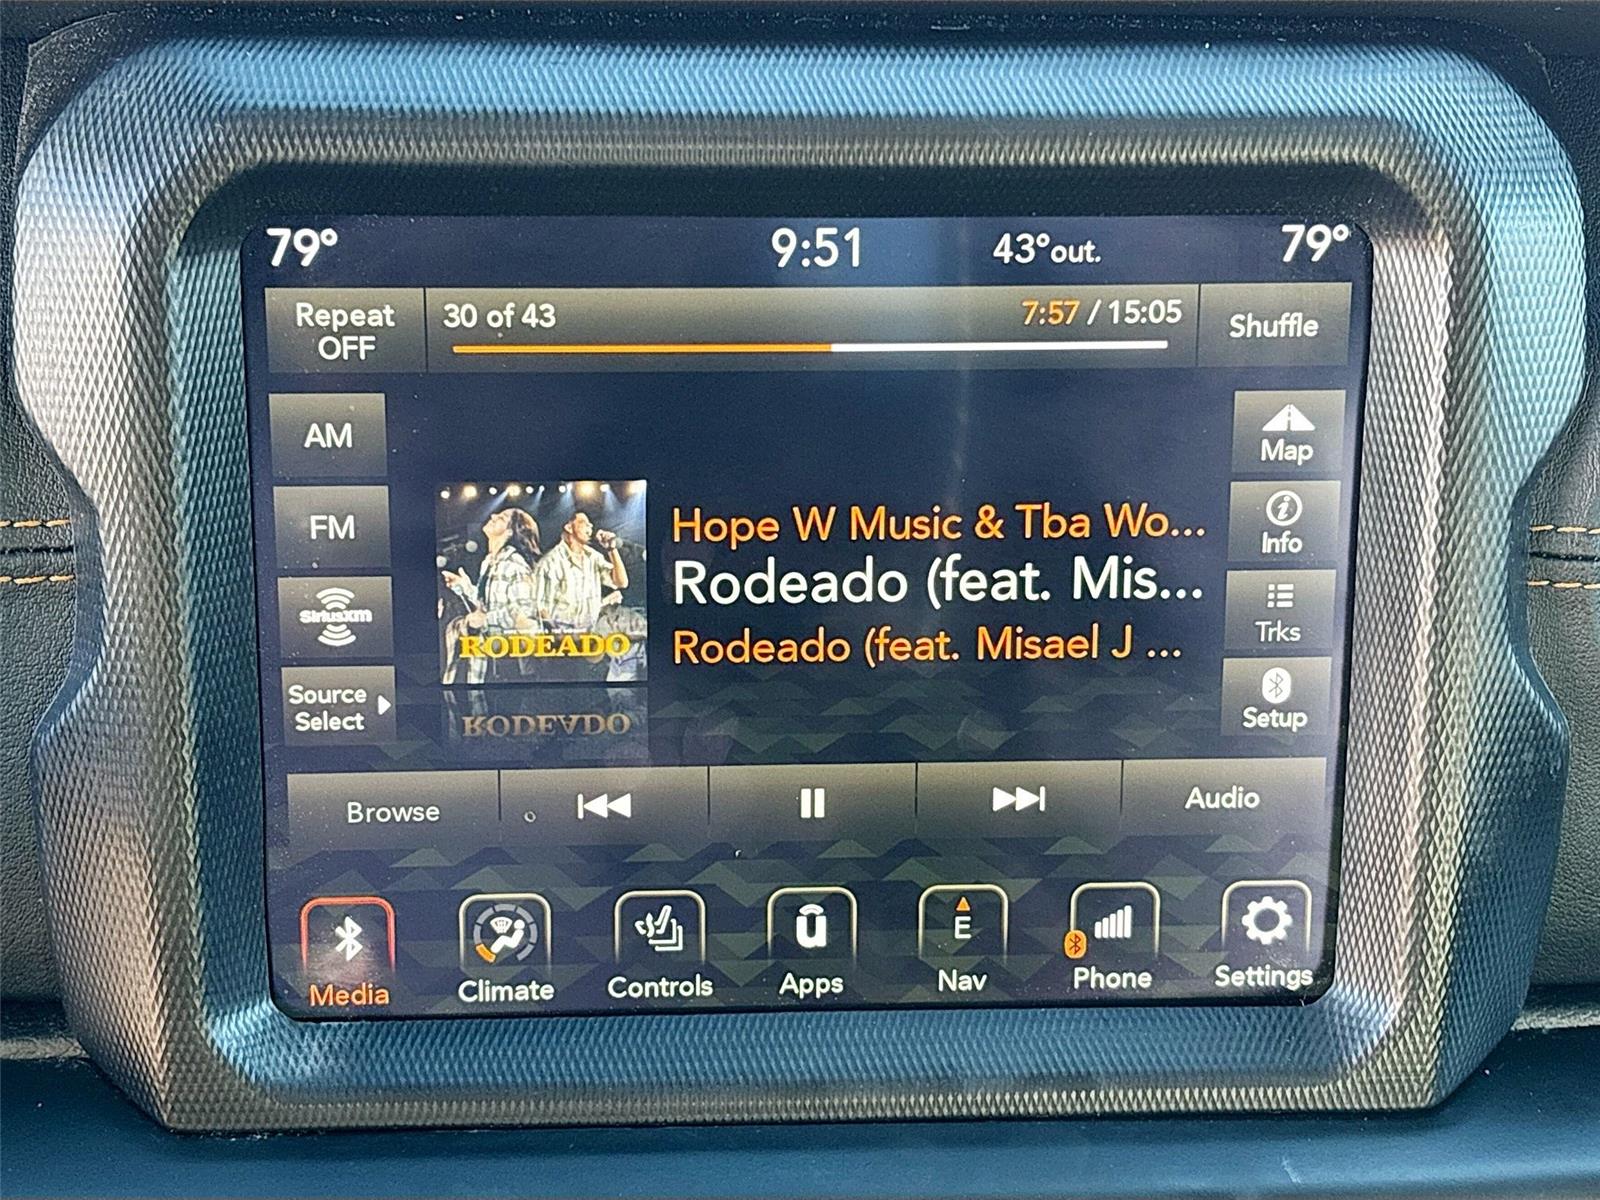 79°
9:51
43°out.
79°
Repeat
OFF
30 of 43
7:57 / 15:05
Shuffle
AM
FM
SiriusXM
Source
Select
RODEADO
Hope W Music & Tba Wo...
Rodeado (feat. Mis...
Rodeado (feat. Misael J ...
Map
Info
Trks
Setup
Browse
Audio
Media
Climate
Controls
u
Apps
E
Nav
Phone
Settings